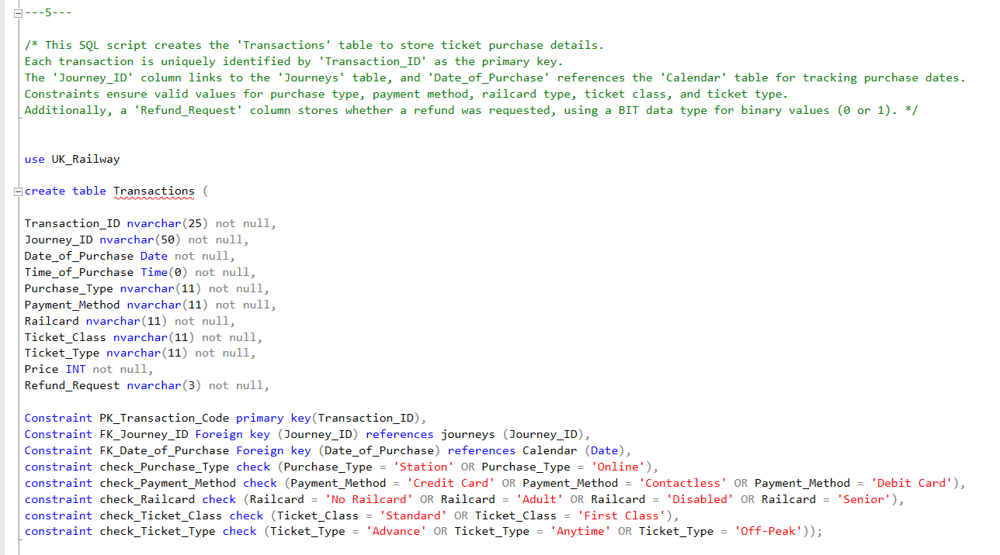 ---5---
/* This SQL script creates the 'Transactions' table to store ticket purchase details.
Each transaction is uniquely identified by 'Transaction_ID' as the primary key.
The 'Journey_ID' column links to the 'Journeys' table, and 'Date_of_Purchase' references the 'Calendar' table for tracking purchase dates.
Constraints ensure valid values for purchase type, payment method, railcard type, ticket class, and ticket type.
Additionally, a 'Refund_Request' column stores whether a refund was requested, using a BIT data type for binary values (0 or 1). */
use UK_Railway
create table Transactions (
Transaction_ID nvarchar(25) not null,
Journey_ID nvarchar(50) not null,
Date_of_Purchase Date not null,
Time_of_Purchase Time(0) not null,
Purchase_Type nvarchar(11) not null,
Payment_Method nvarchar(11) not null,
Railcard nvarchar(11) not null,
Ticket_Class nvarchar(11) not null,
Ticket_Type nvarchar(11) not null,
Price INT not null,
Refund_Request nvarchar(3) not null,
Constraint PK_Transaction_Code primary key(Transaction_ID),
Constraint FK_Journey_ID Foreign key (Journey_ID) references journeys (Journey_ID),
Constraint FK_Date_of_Purchase Foreign key (Date_of_Purchase) references Calendar (Date),
constraint check_Purchase_Type check (Purchase_Type = 'Station' OR Purchase_Type = 'Online'),
constraint check_Payment_Method check (Payment_Method = 'Credit Card' OR Payment_Method = 'Contactless' OR Payment_Method = 'Debit Card'),
constraint check_Railcard check (Railcard = 'No Railcard' OR Railcard = 'Adult' OR Railcard = 'Disabled' OR Railcard = 'Senior'),
constraint check_Ticket_Class check (Ticket_Class = 'Standard' OR Ticket_Class = 'First Class'),
constraint check_Ticket_Type check (Ticket_Type = 'Advance' OR Ticket_Type = 'Anytime' OR Ticket_Type = 'Off-Peak'));